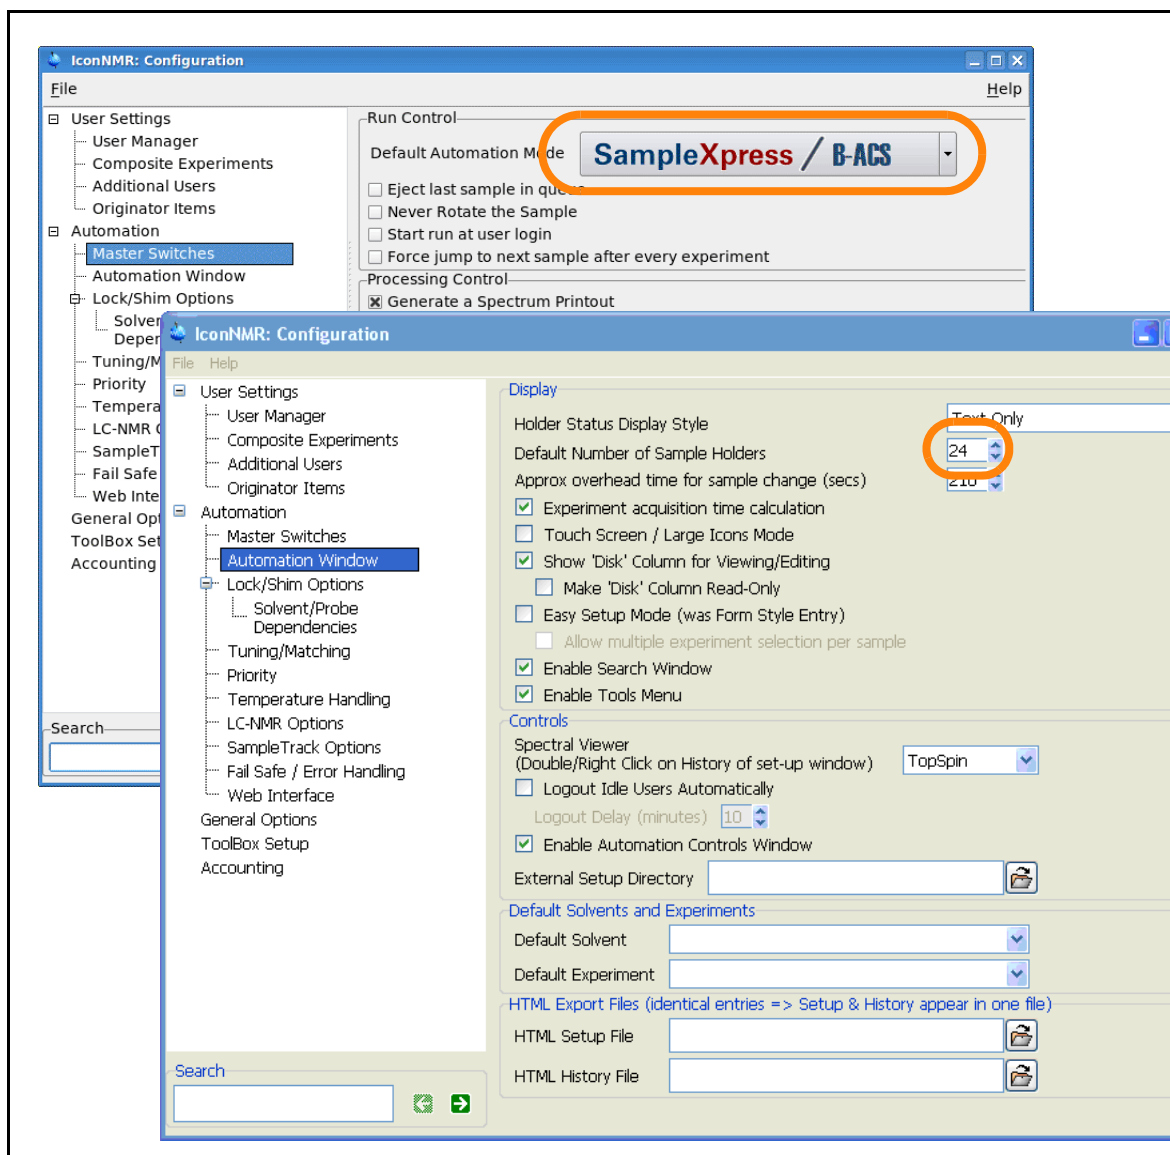 IconNMR: Configuration
File Help
User Settings
User Manager
Composite Experiments
Additional Users
Originator Items
Automation
Master Switches
Automation Window
Lock/Shim Options
Solver
Deper
Tuning/M
Priority
Tempera
LC-NMR
SampleT
Fail Safe
Web Inte
General Opt
ToolBox Set
Accounting
Search
Run Control
Default Automation Mode SampleXpress / B-ACS
Eject last sample in queue
Never Rotate the Sample
Start run at user login
Force jump to next sample after every experiment
Processing Control
Generate a Spectrum Printout
IconNMR: Configuration
File Help
User Settings
User Manager
Composite Experiments
Additional Users
Originator Items
Automation
Master Switches
Automation Window
Lock/Shim Options
Solvent/Probe
Dependencies
Tuning/Matching
Priority
Temperature Handling
LC-NMR Options
SampleTrack Options
Fail Safe / Error Handling
Web Interface
General Options
ToolBox Setup
Accounting
Search
Display
Holder Status Display Style Text Only
Default Number of Sample Holders 24
Approx overhead time for sample change (secs) 210
Experiment acquisition time calculation
Touch Screen / Large Icons Mode
Show 'Disk' Column for Viewing/Editing
Make 'Disk' Column Read-Only
Easy Setup Mode (was Form Style Entry)
Allow multiple experiment selection per sample
Enable Search Window
Enable Tools Menu
Controls
Spectral Viewer
(Double/Right Click on History of set-up window) TopSpin
Logout Idle Users Automatically
Logout Delay (minutes) 10
Enable Automation Controls Window
External Setup Directory
Default Solvents and Experiments
Default Solvent
Default Experiment
HTML Export Files (identical entries => Setup & History appear in one file)
HTML Setup File
HTML History File